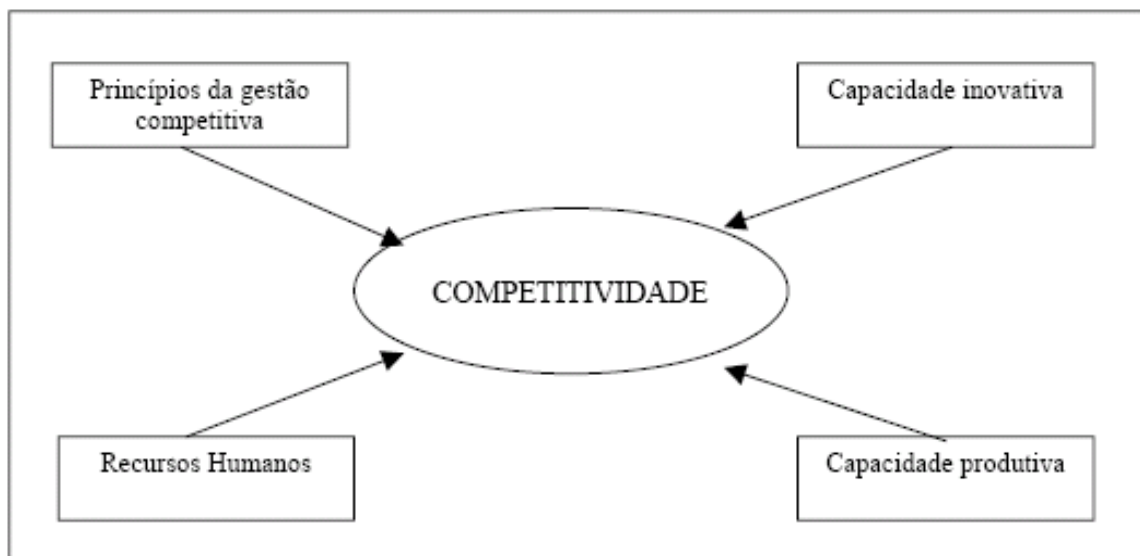 Princípios da gestão
competitiva
Capacidade inovativa
COMPETITIVIDADE
Recursos Humanos
Capacidade produtiva